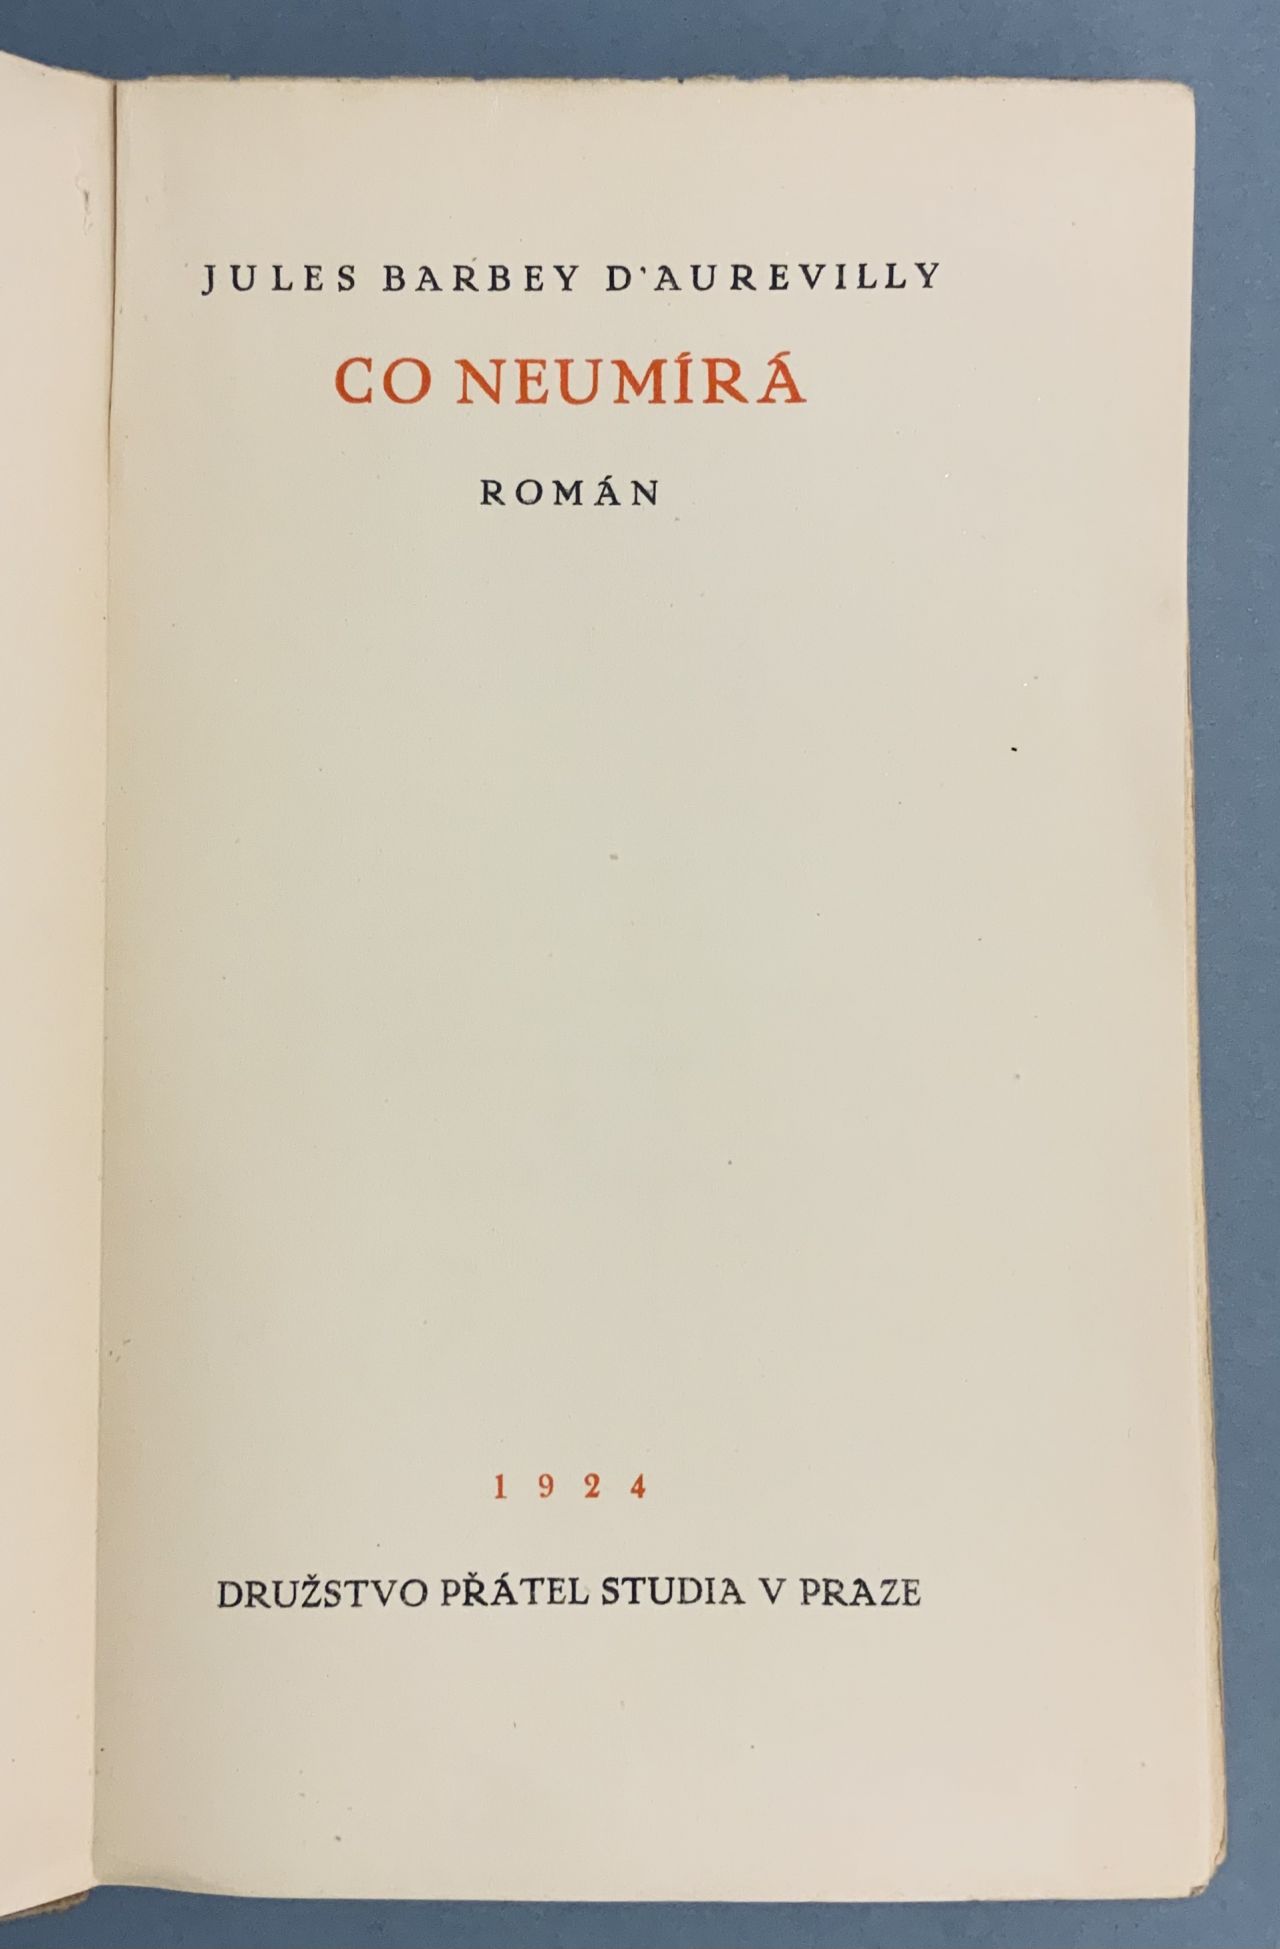 JULES BARBEY D'AUREVILLY
CO NEUMÍRÁ
ROMÁN
1924
DRUŽSTVO PŘÁTEL STUDIA V PRAZE